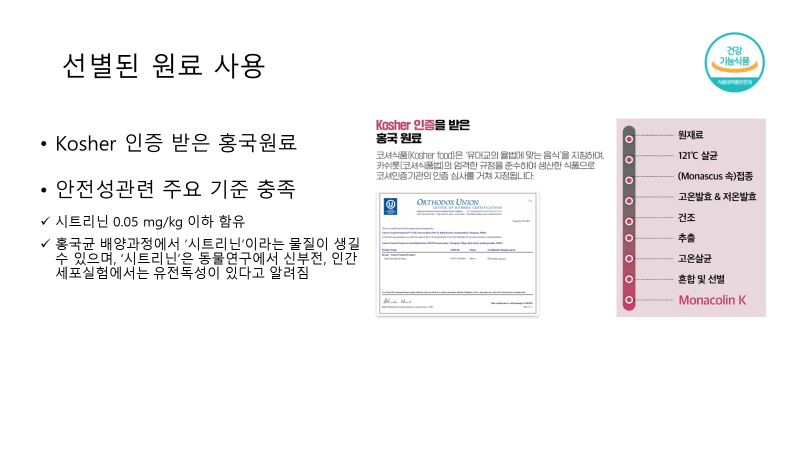 선별된 원료 사용
건강
기능식품
식품의약품안전처
• Kosher 인증 받은 홍국원료
• 안전성관련 주요 기준 충족
✓ 시트리닌 0.05 mg/kg 이하 함유
✓ 홍국균 배양과정에서 ‘시트리닌’이라는 물질이 생길
수 있으며, ‘시트리닌’은 동물연구에서 신부전, 인간
세포실험에서는 유전독성이 있다고 알려짐
Kosher 인증을 받은
홍국 원료
코셔식품(Kosher food)은 ‘유대교의 율법에 맞는 음식’을 지칭하며,
카쉬룻(코셔식품법)의 엄격한 규정을 준수하며 생산한 식품으로
코셔인증기관의 인증 심사를 거쳐 지정됩니다.
ORTHODOX UNION
LETTER OF KOSHER CERTIFICATION
원재료
121℃ 살균
(Monascus 속)접종
고온발효 & 저온발효
건조
추출
고온살균
혼합 및 선별
Monacolin K